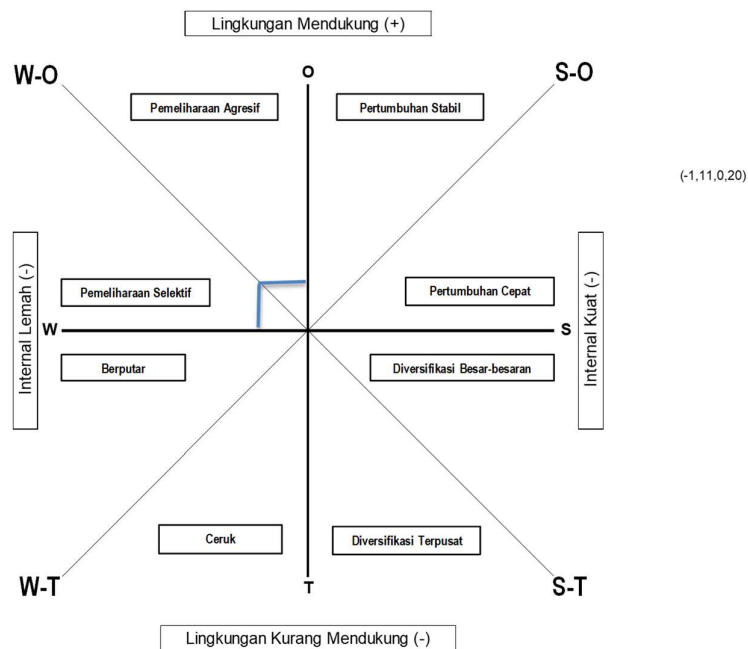 Lingkungan Mendukung (+)
W-O
O
S-O
Pemeliharaan Agresif
Pertumbuhan Stabil
(-1,11,0,20)
Internal Lemah (-)
Pemeliharaan Selektif
Pertumbuhan Cepat
Internal Kuat (-)
W
S
Berputar
Diversifikasi Besar-besaran
Ceruk
Diversifikasi Terpusat
W-T
T
S-T
Lingkungan Kurang Mendukung (-)